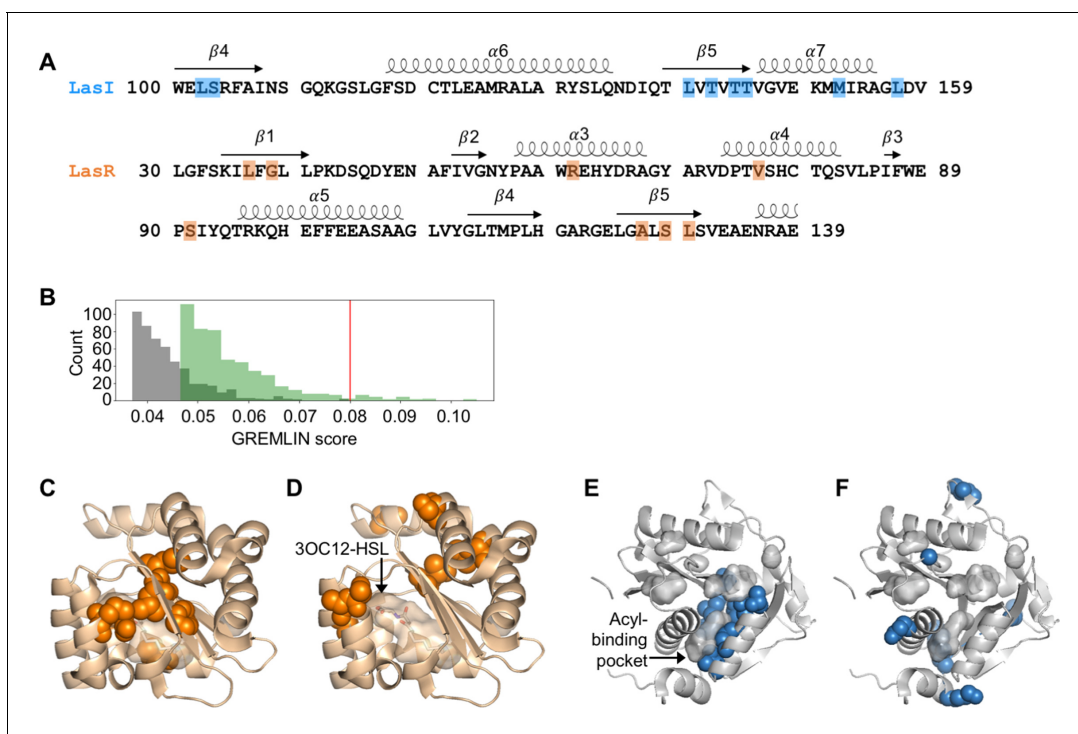 A
β4 α6 β5 α7
LasI 100 WELSRFAINS GQKGSLGFSD CTLEAMRALA RYSLQNDIQT LVTVTTVGVE KMMIRAGLDV 159
β1 β2 α3 α4 β3
LasR 30 LGFSKILFGL LPKDSQDYEN AFIVGNYPAA WREHYDRAGY ARVDPTVSHC TQSVLPIFWE 89
α5 β4 β5
90 PSIYQTRKQH EFFEEASAAG LVYGLTMPLH GARGELGALS LSVEAENRAE 139
B
Count
100
80
60
40
20
0
0.04 0.05 0.06 0.07 0.08 0.09 0.10
GREMLIN score
C D E F
3OC12-HSL
Acyl-
binding
pocket